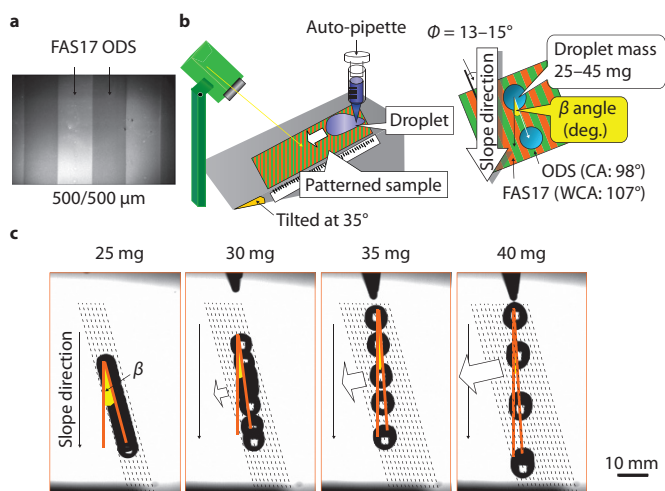 a
FAS17 ODS
500/500 µm
b
Auto-pipette
Droplet
Patterned sample
Tilted at 35°
Φ = 13–15°
Slope direction
Droplet mass
25–45 mg
β angle
(deg.)
ODS (CA: 98°)
FAS17 (WCA: 107°)
c
25 mg
30 mg
35 mg
40 mg
Slope direction
β
10 mm